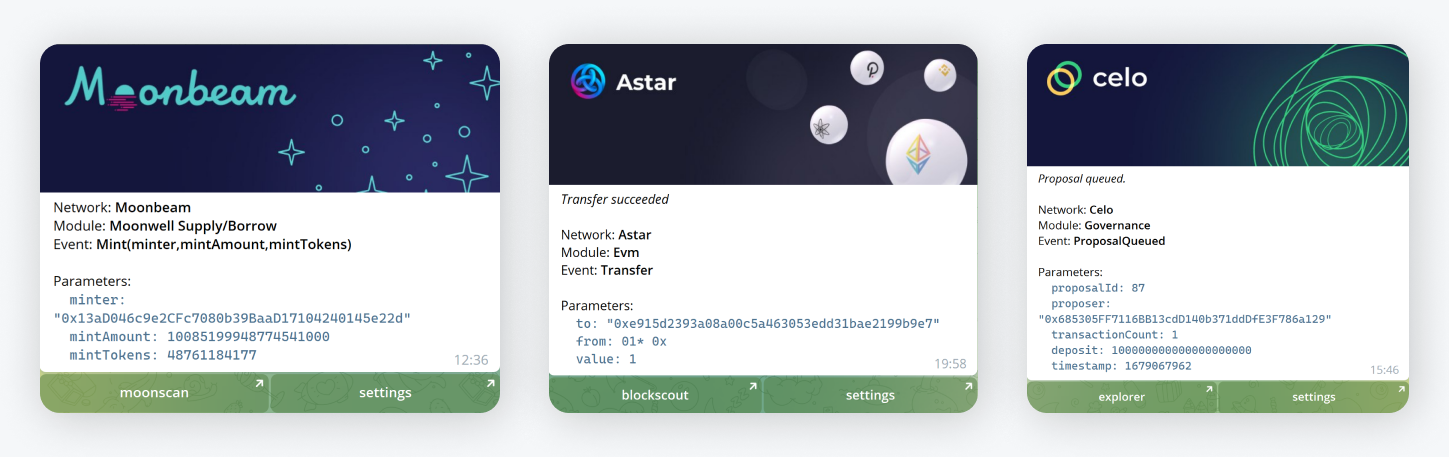 Moonbeam
Network: Moonbeam
Module: Moonwell Supply/Borrow
Event: Mint(minter,mintAmount,mintTokens)
Parameters:
minter:
"0x13aD046c9e2CFc7080b39BaaD17104240145e22d"
mintAmount: 10085199948774541000
mintTokens: 48761184177
12:36
moonscan
settings
Astar
Transfer succeeded
Network: Astar
Module: Evm
Event: Transfer
Parameters:
to: "0xe915d2393a08a00c5a463053edd31bae2199b9e7"
from: 01* 0x
value: 1
19:58
blockscout
settings
celo
Proposal queued.
Network: Celo
Module: Governance
Event: ProposalQueued
Parameters:
proposalId: 87
proposer:
"0x685305FF7116BB13cdD140b371ddDfE3F786a129"
transactionCount: 1
deposit: 100000000000000000000
timestamp: 1679067962
15:46
explorer
settings